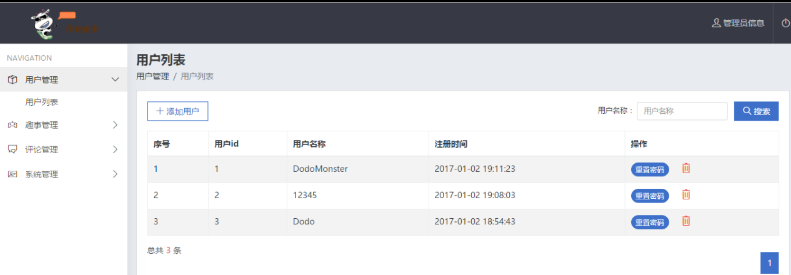 管理员信息
NAVIGATION
用户管理
用户列表
趣事管理
评论管理
系统管理
用户列表
用户管理 / 用户列表
添加用户 用户名称： 用户名称 搜索
序号 用户id 用户名称 注册时间 操作
1 1 DodoMonster 2017-01-02 19:11:23 重置密码
2 2 12345 2017-01-02 19:08:03 重置密码
3 3 Dodo 2017-01-02 18:54:43 重置密码
总共 3 条
1